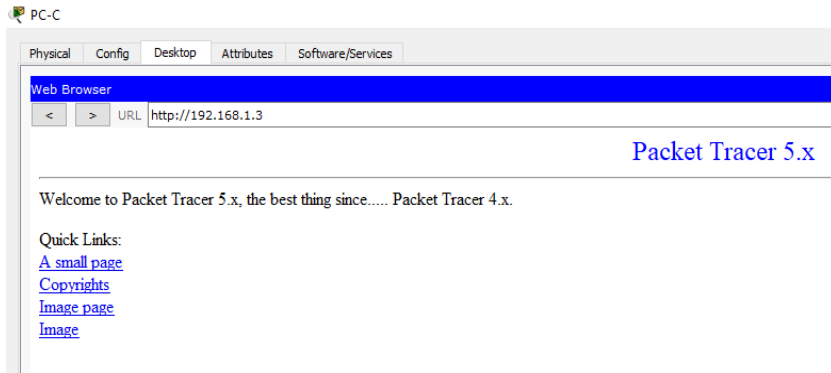 PC-C
Physical Config Desktop Attributes Software/Services
Web Browser
< > URL http://192.168.1.3
Packet Tracer 5.x
Welcome to Packet Tracer 5.x, the best thing since..... Packet Tracer 4.x.
Quick Links:
A small page
Copyrights
Image page
Image